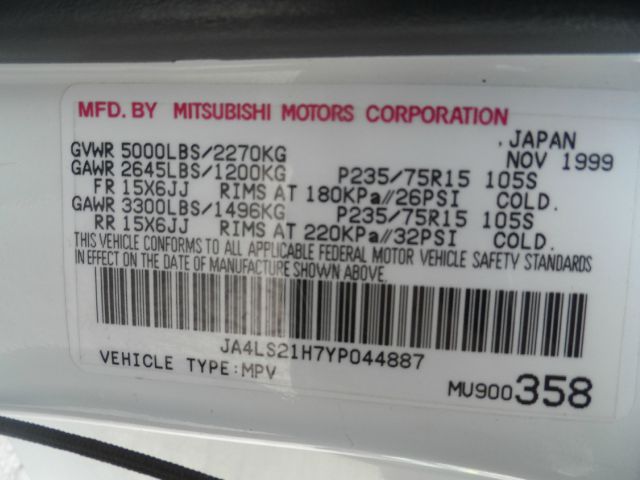 MFD. BY MITSUBISHI MOTORS CORPORATION
. JAPAN
GVWR 5000LBS/2270KG NOV 1999
GAWR 2645LBS/1200KG P235/75R15 105S
FR 15X6JJ RIMS AT 180KPa//26PSI COLD.
GAWR 3300LBS/1496KG P235/75R15 105S
RR 15X6JJ RIMS AT 220KPa//32PSI COLD.
THIS VEHICLE CONFORMS TO ALL APPLICABLE FEDERAL MOTOR VEHICLE SAFETY STANDARDS
IN EFFECT ON THE DATE OF MANUFACTURE SHOWN ABOVE.
JA4LS21H7YP044887
VEHICLE TYPE:MPV
MU900358